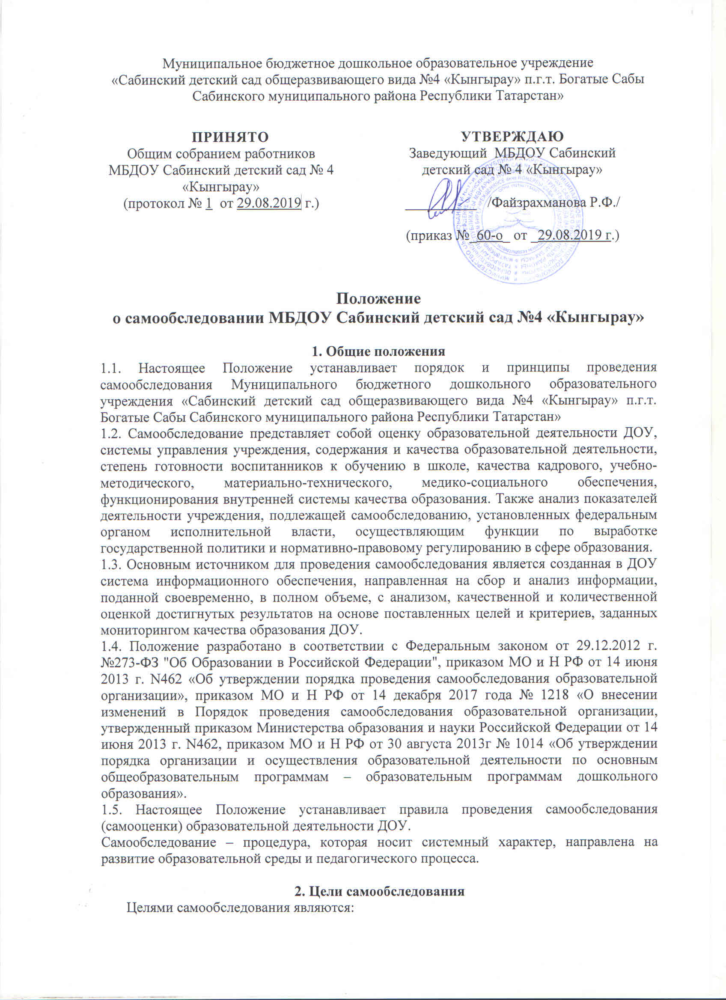 Муниципальное бюджетное дошкольное образовательное учреждение
«Сабинский детский сад общеразвивающего вида №4 «Кынгырау» п.г.т. Богатые Сабы
Сабинского муниципального района Республики Татарстан»
ПРИНЯТО
Общим собранием работников
МБДОУ Сабинский детский сад № 4
«Кынгырау»
(протокол № 1 от 29.08.2019 г.)
УТВЕРЖДАЮ
Заведующий МБДОУ Сабинский
детский сад № 4 «Кынгырау»
/Файзрахманова Р.Ф./
(приказ №_60-о_ от _29.08.2019 г.)
Положение
о самообследовании МБДОУ Сабинский детский сад №4 «Кынгырау»
1. Общие положения
1.1. Настоящее Положение устанавливает порядок и принципы проведения
самообследования Муниципального бюджетного дошкольного образовательного
учреждения «Сабинский детский сад общеразвивающего вида №4 «Кынгырау» п.г.т.
Богатые Сабы Сабинского муниципального района Республики Татарстан»
1.2. Самообследование представляет собой оценку образовательной деятельности ДОУ,
системы управления учреждения, содержания и качества образовательной деятельности,
степень готовности воспитанников к обучению в школе, качества кадрового, учебно-
методического, материально-технического, медико-социального обеспечения,
функционирования внутренней системы качества образования. Также анализ показателей
деятельности учреждения, подлежащей самообследованию, установленных федеральным
органом исполнительной власти, осуществляющим функции по выработке
государственной политики и нормативно-правовому регулированию в сфере образования.
1.3. Основным источником для проведения самообследования является созданная в ДОУ
система информационного обеспечения, направленная на сбор и анализ информации,
поданной своевременно, в полном объеме, с анализом, качественной и количественной
оценкой достигнутых результатов на основе поставленных целей и критериев, заданных
мониторингом качества образования ДОУ.
1.4. Положение разработано в соответствии с Федеральным законом от 29.12.2012 г.
№273-ФЗ "Об Образовании в Российской Федерации", приказом МО и Н РФ от 14 июня
2013 г. N462 «Об утверждении порядка проведения самообследования образовательной
организации», приказом МО и Н РФ от 14 декабря 2017 года № 1218 «О внесении
изменений в Порядок проведения самообследования образовательной организации,
утвержденный приказом Министерства образования и науки Российской Федерации от 14
июня 2013 г. N462, приказом МО и Н РФ от 30 августа 2013г № 1014 «Об утверждении
порядка организации и осуществления образовательной деятельности по основным
общеобразовательным программам – образовательным программам дошкольного
образования».
1.5. Настоящее Положение устанавливает правила проведения самообследования
(самооценки) образовательной деятельности ДОУ.
Самообследование – процедура, которая носит системный характер, направлена на
развитие образовательной среды и педагогического процесса.
2. Цели самообследования
Целями самообследования являются: